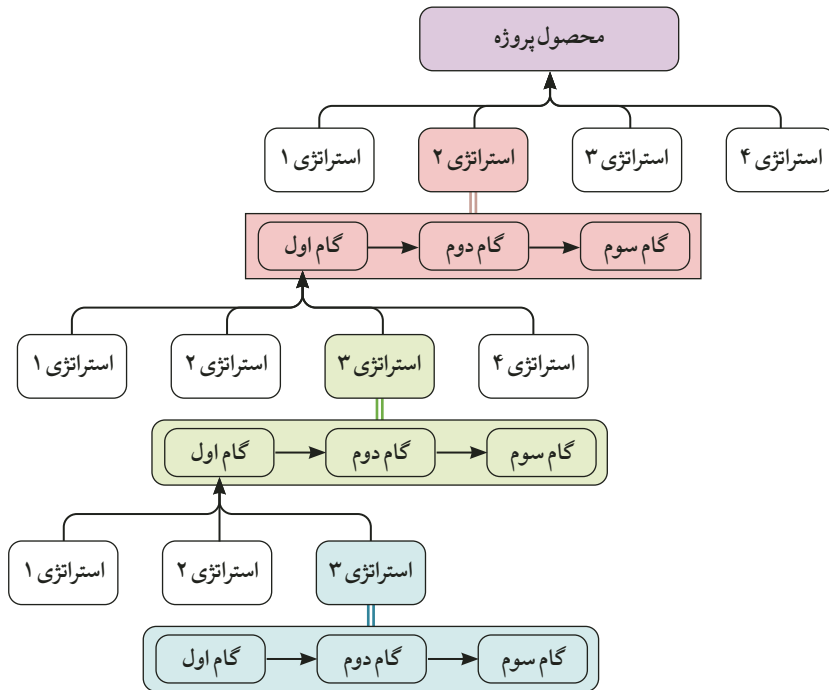 محصول پروژه
استراتژی ۱
استراتژی ۲
استراتژی ۳
استراتژی ۴
گام اول
گام دوم
گام سوم
استراتژی ۱
استراتژی ۲
استراتژی ۳
استراتژی ۴
گام اول
گام دوم
گام سوم
استراتژی ۱
استراتژی ۲
استراتژی ۳
گام اول
گام دوم
گام سوم